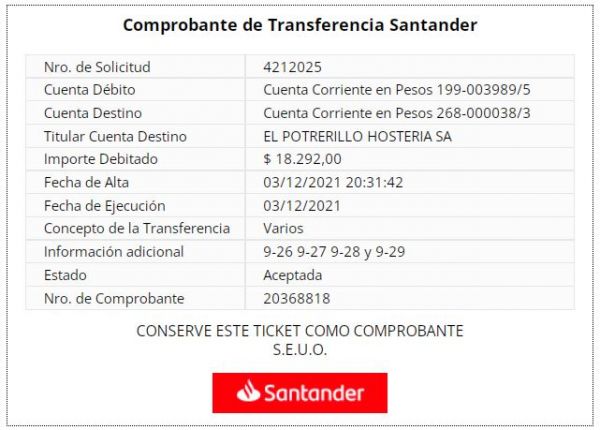 Comprobante de Transferencia Santander
Nro. de Solicitud 4212025
Cuenta Débito Cuenta Corriente en Pesos 199-003989/5
Cuenta Destino Cuenta Corriente en Pesos 268-000038/3
Titular Cuenta Destino EL POTRERILLO HOSTERIA SA
Importe Debitado $ 18.292,00
Fecha de Alta 03/12/2021 20:31:42
Fecha de Ejecución 03/12/2021
Concepto de la Transferencia Varios
Información adicional 9-26 9-27 9-28 y 9-29
Estado Aceptada
Nro. de Comprobante 20368818
CONSERVE ESTE TICKET COMO COMPROBANTE
S.E.U.O.
Santander